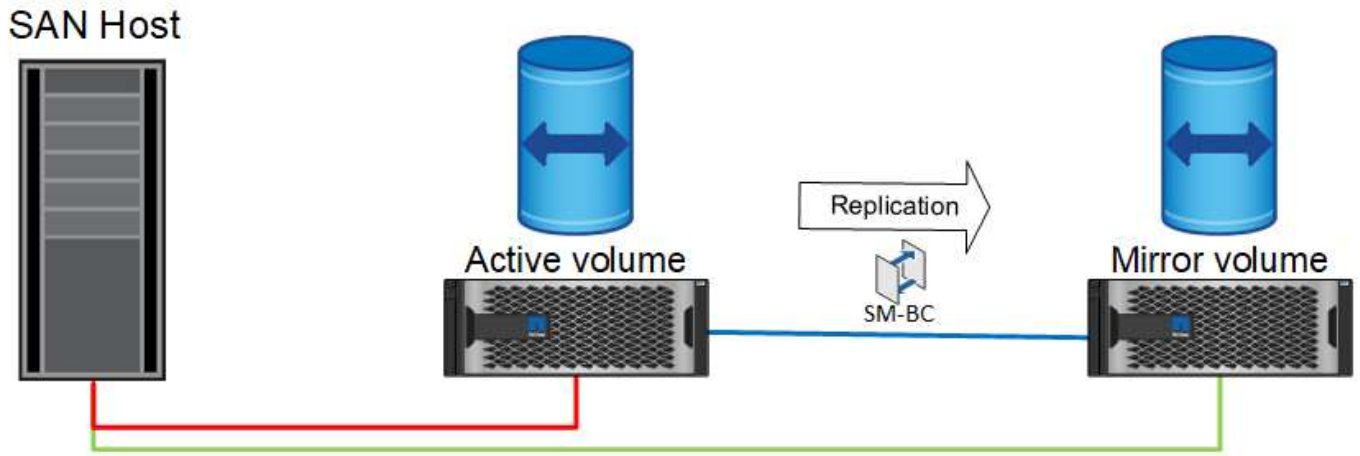 SAN Host
Replication
Active volume
SM-BC
Mirror volume